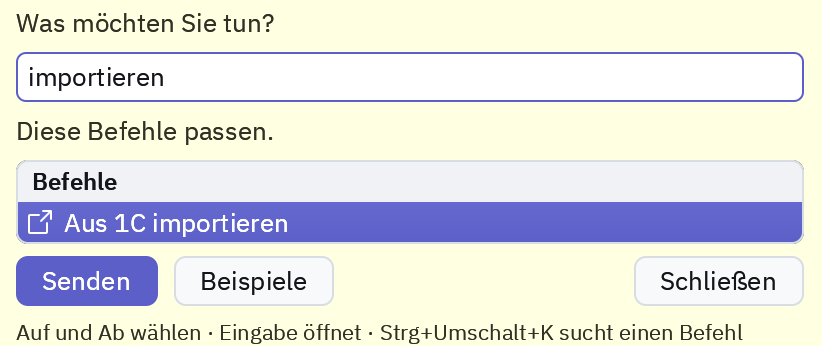 Was möchten Sie tun?
importieren
Diese Befehle passen.
Befehle
Aus 1C importieren
Senden
Beispiele
Schließen
Auf und Ab wählen · Eingabe öffnet · Strg+Umschalt+K sucht einen Befehl